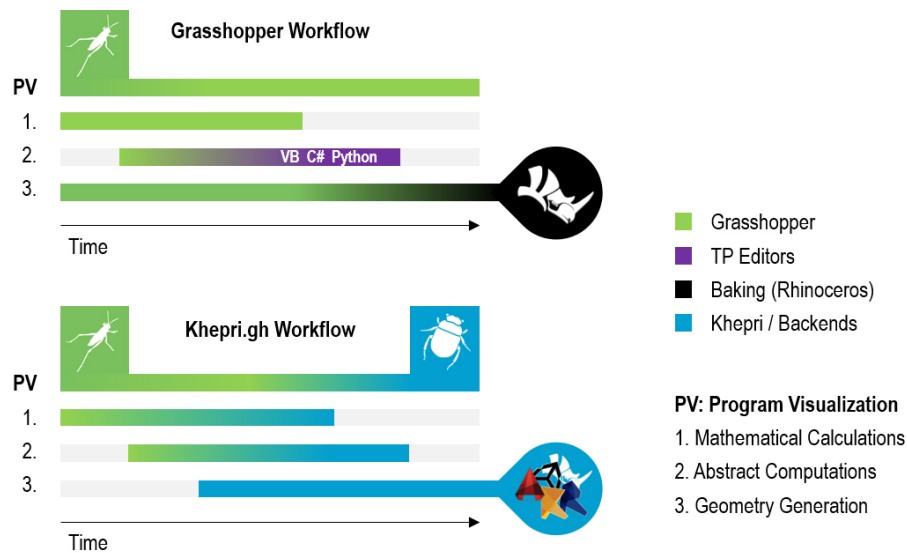 Grasshopper Workflow
PV
1.
2.
VB C# Python
3.
Time
Khepri.gh Workflow
PV
1.
2.
3.
Time
Grasshopper
TP Editors
Baking (Rhinoceros)
Khepri / Backends
PV: Program Visualization
1. Mathematical Calculations
2. Abstract Computations
3. Geometry Generation